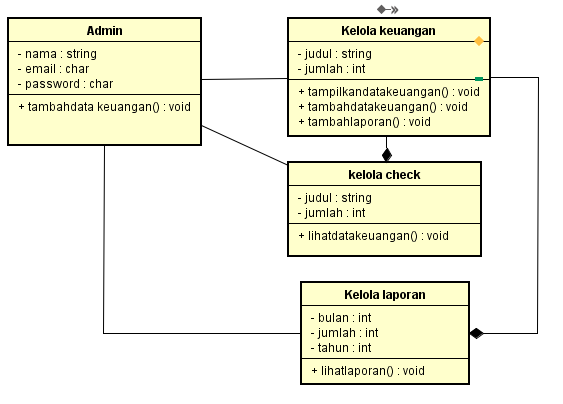 Admin
- nama : string
- email : char
- password : char
+ tambahdata keuangan() : void
Kelola keuangan
- judul : string
- jumlah : int
+ tampilkandatakeuangan() : void
+ tambahdatakeuangan() : void
+ tambahlaporan() : void
kelola check
- judul : string
- jumlah : int
+ lihatdatakeuangan() : void
Kelola laporan
- bulan : int
- jumlah : int
- tahun : int
+ lihatlaporan() : void